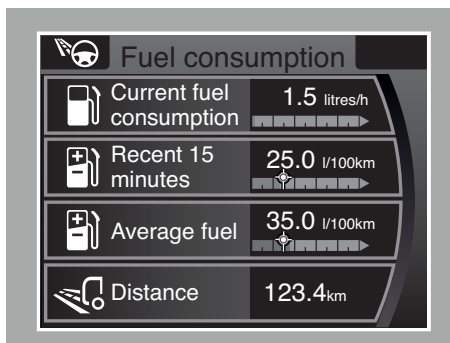 Fuel consumption
Current fuel
consumption
1.5 litres/h
Recent 15
minutes
25.0 l/100km
Average fuel
35.0 l/100km
Distance
123.4km